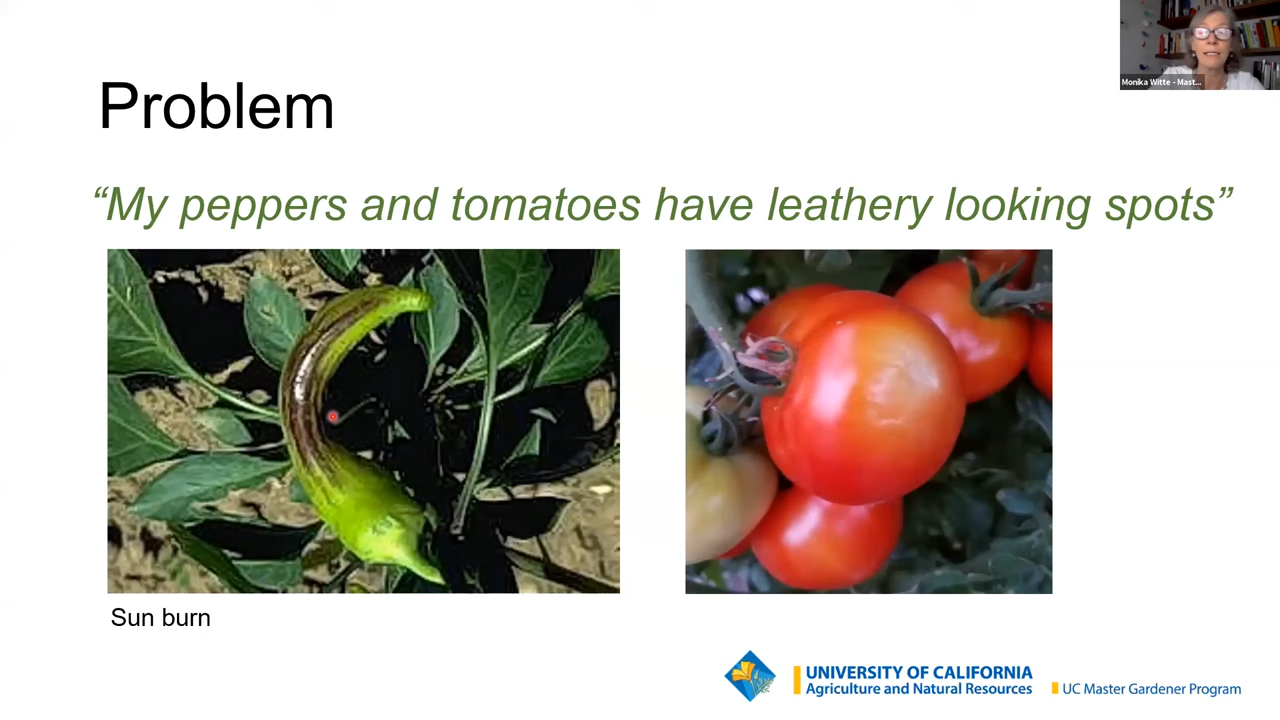 Monika Witte - Mast...
Problem
“My peppers and tomatoes have leathery looking spots”
Sun burn
UNIVERSITY OF CALIFORNIA
Agriculture and Natural Resources
UC Master Gardener Program